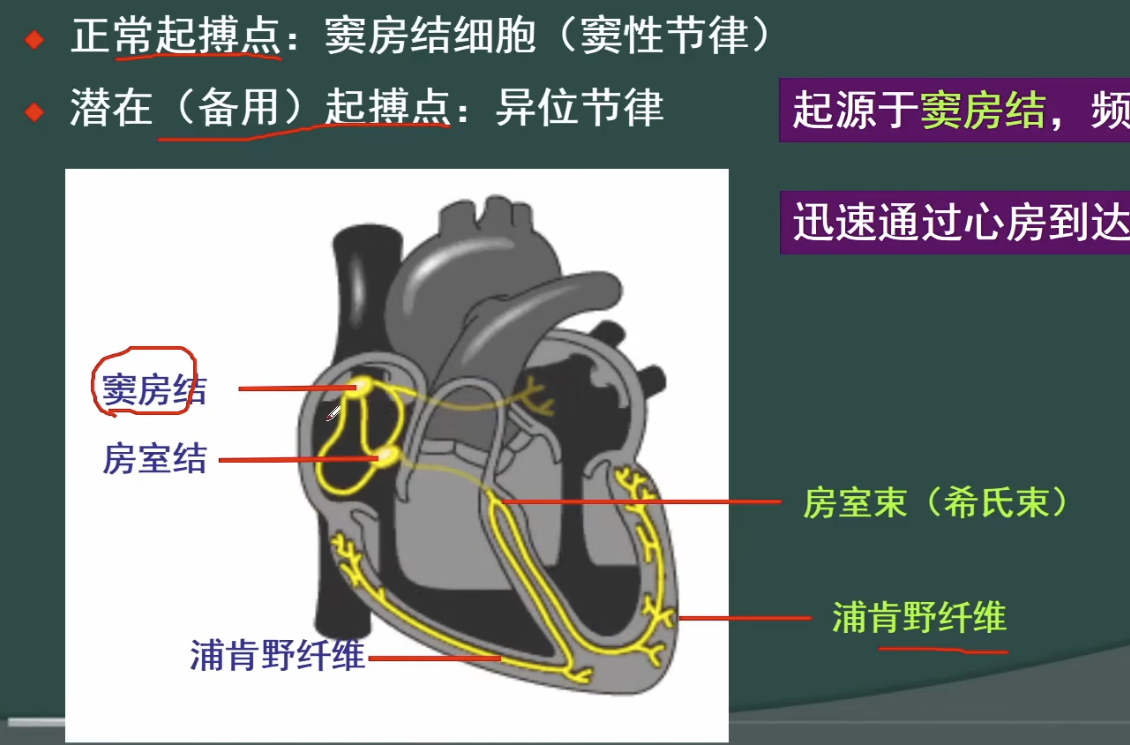 正常起搏点：窦房结细胞（窦性节律）
潜在（备用）起搏点：异位节律
起源于窦房结，频
迅速通过心房到达
窦房结
房室结
房室束（希氏束）
浦肯野纤维
浦肯野纤维